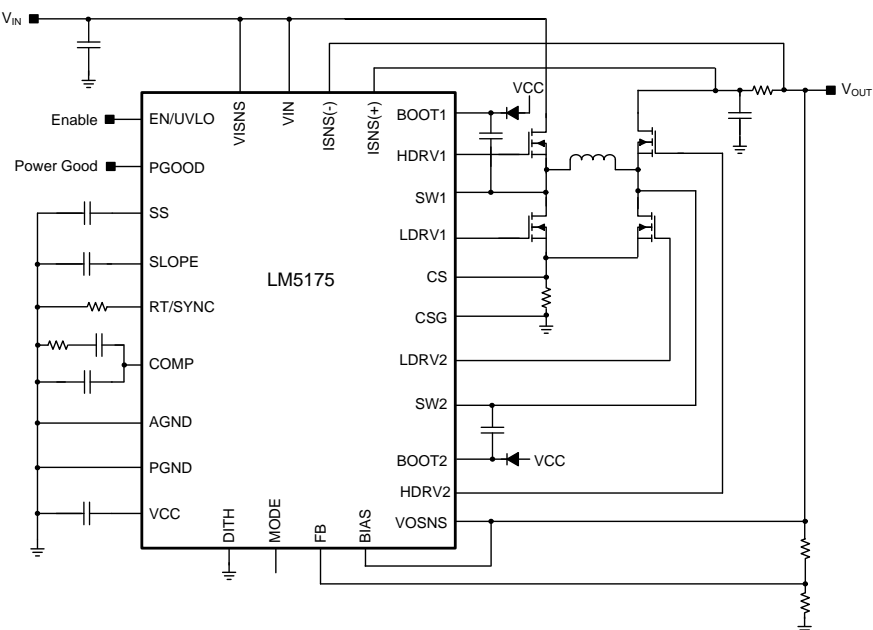 VIN
VOUT
VISNS
VIN
ISNS(-)
ISNS(+)
VCC
Enable
EN/UVLO
BOOT1
Power Good
PGOOD
HDRV1
SS
SW1
LDRV1
SLOPE
LM5175
CS
RT/SYNC
CSG
COMP
LDRV2
SW2
AGND
BOOT2
VCC
PGND
HDRV2
VCC
VOSNS
DITH
MODE
FB
BIAS